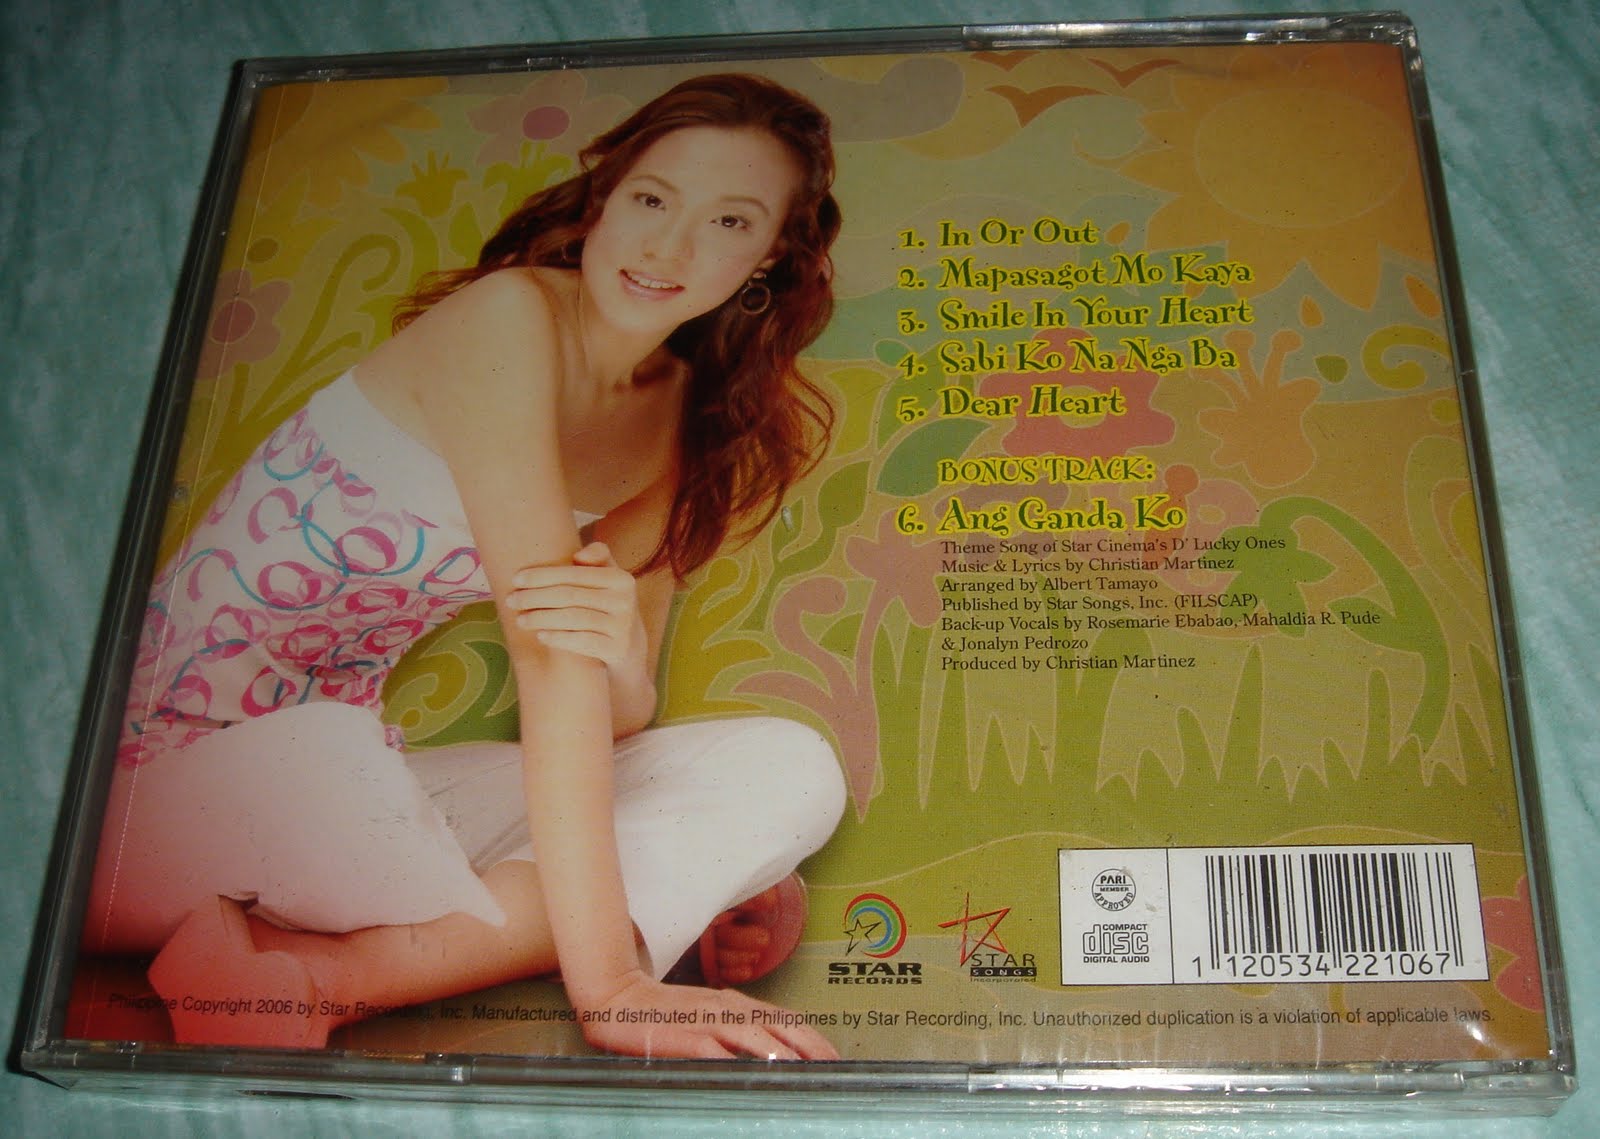 1. In Or Out
2. Mapasagot Mo Kaya
3. Smile In Your Heart
4. Sabi Ko Na Nga Ba
5. Dear Heart
BONUS TRACK:
6. Ang Ganda Ko
Theme Song of Star Cinema's D' Lucky Ones
Music & Lyrics by Christian Martinez
Arranged by Albert Tamayo
Published by Star Songs, Inc. (FILSCAP)
Back-up Vocals by Rosemarie Ebabao, Mahaldia R. Pude
& Jonalyn Pedrozo
Produced by Christian Martinez
STAR
RECORDS
STAR
SONGS
Incorporated
PARI
MEMBER
APPROVED
COMPACT
disc
DIGITAL AUDIO
1 120534 221067
Philippine Copyright 2006 by Star Recording, Inc. Manufactured and distributed in the Philippines by Star Recording, Inc. Unauthorized duplication is a violation of applicable laws.